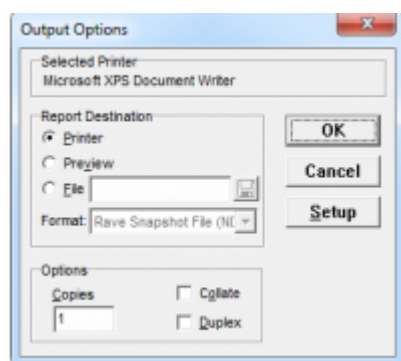 Output Options
Selected Printer
Microsoft XPS Document Writer
Report Destination
Printer
Preview
File
Format: Rave Snapshot File (ND
OK
Cancel
Setup
Options
Copies
1
Collate
Duplex